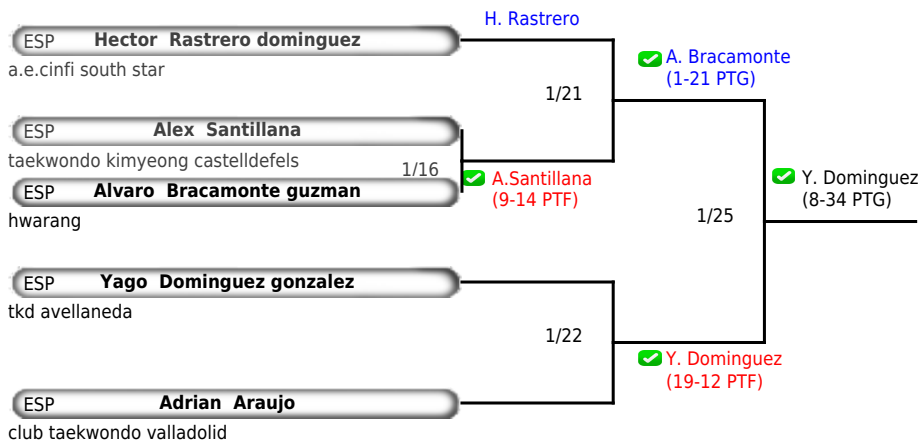 H. Rastrero
ESP Hector Rastrero dominguez
a.e.cinfi south star
A. Bracamonte
(1-21 PTG)
1/21
ESP Alex Santillana
taekwondo kimyeong castelldefels
1/16
A.Santillana
(9-14 PTF)
ESP Alvaro Bracamonte guzman
hwarang
Y. Dominguez
(8-34 PTG)
1/25
ESP Yago Dominguez gonzalez
tkd avellaneda
1/22
Y. Dominguez
(19-12 PTF)
ESP Adrian Araujo
club taekwondo valladolid